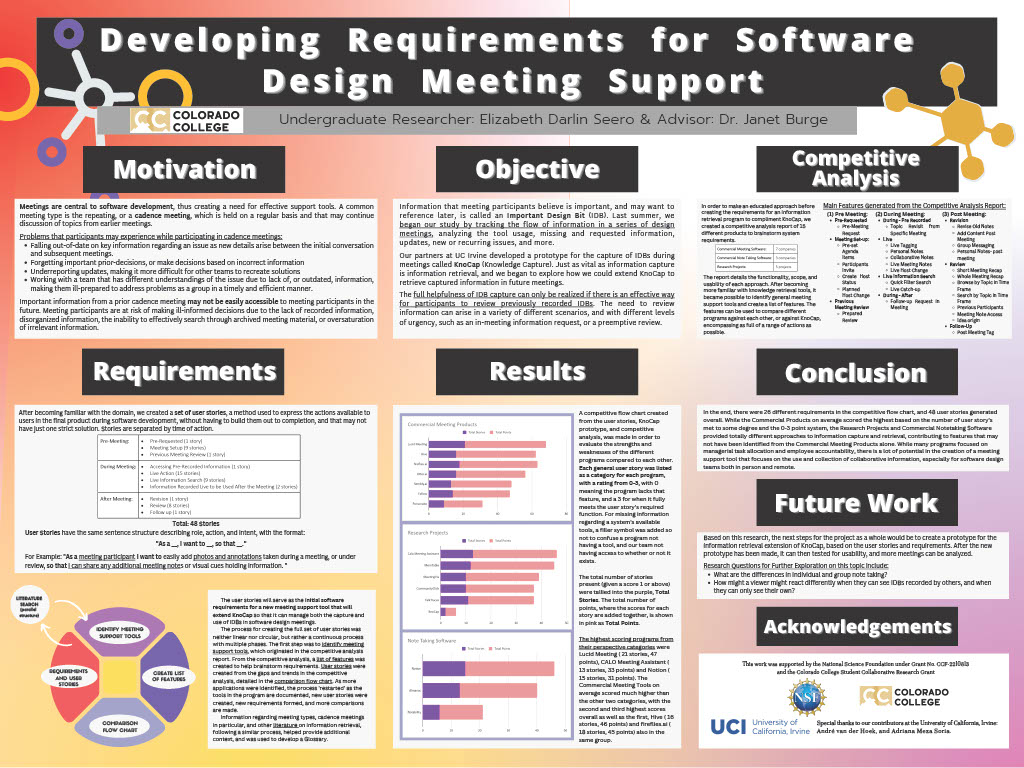 Developing Requirements for Software
Design Meeting Support
COLORADO
COLLEGE
Undergraduate Researcher: Elizabeth Darlin Seero & Advisor: Dr. Janet Burge
Motivation
Meetings are central to software development, thus creating a need for effective support tools. A common
meeting type is the repeating, or a cadence meeting, which is held on a regular basis and that may continue
discussion of topics from earlier meetings.
Problems that participants may experience while participating in cadence meetings:
• Falling out-of-date on key information regarding an issue as new details arise between the initial conversation
and subsequent meetings.
• Forgetting important prior-decisions, or make decisions based on incorrect information
• Underreporting updates, making it more difficult for other teams to recreate solutions
• Working with a team that has different understandings of the issue due to lack of, or outdated, information,
making them ill-prepared to address problems as a group in a timely and efficient manner.
Important information from a prior cadence meeting may not be easily accessible to meeting participants in the
future. Meeting participants are at risk of making ill-informed decisions due to the lack of recorded information,
disorganized information, the inability to effectively search through archived meeting material, or oversaturation
of irrelevant information.
Objective
Information that meeting participants believe is important, and may want to
reference later, is called an Important Design Bit (IDB). Last summer, we
began our study by tracking the flow of information in a series of design
meetings, analyzing the tool usage, missing and requested information,
updates, new or recurring issues, and more.
Our partners at UC Irvine developed a prototype for the capture of IDBs during
meetings called KnoCap (Knowledge Capture). Just as vital as information capture
is information retrieval, and we began to explore how we could extend KnoCap to
retrieve captured information in future meetings.
The full helpfulness of IDB capture can only be realized if there is an effective way
for participants to review previously recorded IDBs. The need to review
information can arise in a variety of different scenarios, and with different levels
of urgency, such as an in-meeting information request, or a preemptive review.
Competitive
Analysis
In order to make an educated approach before
creating the requirements for an information
retrieval program to compliment KnoCap, we
created a competitive analysis report of 15
different products to brainstorm system
requirements.
Commercial Meeting Software
Commercial Note Taking Software
Research Projects
The report details the functionality, scope, and
usability of each application. After becoming
more familiar with knowledge retrieval tools, it
became possible to identify general meeting
support tools and create a list of features. The
features can be used to compare different
programs against each other, or against KnoCap,
encompassing as full of a range of actions as
possible.
Main Features generated from the Competitive Analysis Report:
(1) Pre Meeting:
• Pre-Requested
◦ Pre-Meeting
Request
• Meeting Set-up:
◦ Pre-set
Agenda
Items
◦ Participants
Invite
◦ Create Host
Status
◦ Planned
Host Change
• Previous
Meeting Review
◦ Prepared
Review
(2) During Meeting:
• During - Pre Recorded
◦ Topic Revisit from
Specific Meeting
• Live
◦ Live Tagging
◦ Personal Notes
◦ Collaborative Notes
◦ Live Meeting Notes
◦ Live Host Change
• Live Information Search
◦ Quick Filter Search
◦ Live Catch-up
• During - After
◦ Follow-up Request in
Meeting
(3) Post Meeting:
• Revision
◦ Revise Old Notes
◦ Add Content Past
Meeting
◦ Group Messaging
◦ Personal Notes- past
meeting
• Review
◦ Short Meeting Recap
◦ Whole Meeting Recap
◦ Browse by Topic in Time
Frame
◦ Search by Topic in Time
Frame
◦ Previous Participants
◦ Meeting Note Access
◦ Idea origin
• Follow-Up
◦ Post Meeting Tag
Requirements
After becoming familiar with the domain, we created a set of user stories, a method used to express the actions available to
users in the final product during software development, without having to build them out to completion, and that may not
have just one strict solution. Stories are separated by time of action.
Pre Meeting:
• Pre-Requested (1 story)
• Meeting Setup (9 stories)
• Previous Meeting Review (1 story)
During Meeting:
• Accessing Pre-Recorded Information (1 story)
• Live Action (15 stories)
• Live Information Search (9 stories)
• Information Recorded Live to be Used After the Meeting (2 stories)
After Meeting:
• Revision (1 story)
• Review (8 stories)
• Follow up (1 story)
Total: 48 stories
User stories have the same sentence structure describing role, action, and intent, with the format:
"As a __, I want to __, so that __."
For Example: "As a meeting participant I want to easily add photos and annotations taken during a meeting, or under
review, so that I can share any additional meeting notes or visual cues holding information. "
LITERATURE
SEARCH
(parallel
structure)
IDENTIFY MEETING
SUPPORT TOOLS
REQUIREMENTS
AND USER
STORIES
CREATE LIST
OF FEATURES
COMPARISON
FLOW CHART
The user stories will serve as the initial software
requirements for a new meeting support tool that will
extend KnoCap so that it can manage both the capture and
use of IDBs in software design meetings.
The process for creating the full set of user stories was
neither linear nor circular, but rather a continuous process
with multiple phases. The first step was to identify meeting
support tools, which originated in the competitive analysis
report. From the competitive analysis, a list of features was
created to help brainstorm requirements. User stories were
created from the gaps and trends in the competitive
analysis, detailed in the comparison flow chart. As more
applications were identified, the process 'restarted' as the
tools in the program are documented, new user stories were
created, new requirements formed, and more comparisons
are made.
Information regarding meeting types, cadence meetings
in particular, and other literature on information retrieval,
following a similar process, helped provide additional
context, and was used to develop a Glossary.
Results
Commercial Meeting Products
Total Stories Total Points
Research Projects
Total Stories Total Points
Note Taking Software
Total Stories Total Points
A competitive flow chart created
from the user stories, KnoCap
prototype, and competitive
analysis, was made in order to
evaluate the strengths and
weaknesses of the different
programs compared to each other.
Each general user story was listed
as a category for each program,
with a rating from 0-3, with 0
meaning the program lacks that
feature, and a 3 for when it fully
meets the user story's required
function. For missing information
regarding a system's available
tools, a filler symbol was added so
not to confuse a program not
having a tool, and our team not
having access to whether or not it
exists.
The total number of stories
present (given a score 1 or above)
were tallied into the purple, Total
Stories. The total number of
points, where the scores for each
story are added together, is shown
in pink as Total Points.
The highest scoring programs from
their perspective categories were
Lucid Meeting ( 21 stories, 47
points), CALO Meeting Assistant (
13 stories, 33 points) and Notion (
15 stories, 31 points). The
Commercial Meeting Tools on
average scored much higher than
the other two categories, with the
second and third highest scores
overall as well as the first, Hive ( 16
stories, 46 points) and fireflies.ai (
18 stories, 45 points) also in the
same group.
Conclusion
In the end, there were 26 different requirements in the competitive flow chart, and 48 user stories generated
overall. While the Commercial Products on average had the highest scores based on the number of user
story's met to some degree and the 0-3 point system, the Research Projects and Commercial Notetaking Software
provided totally different approaches to information capture and retrieval, contributing to features that may
not have been identified from the Commercial Meeting Products alone. While many programs focused on
managerial task allocation and employee accountability, there is a lot of potential in the creation of a meeting
support tool that focuses on the use and collection of collaborative information, especially for software design
teams both in person and remote.
Future Work
Based on this research, the next steps for the project as a whole would be to create a prototype for the
information retrieval extension of KnoCap, based on the user stories and requirements. After the new
prototype has been made, it can then tested for usability, and more meetings can be analyzed.
Research Questions for Further Exploration on this topic include:
• What are the differences in individual and group note taking?
• How might a viewer might react differently when they can see IDBs recorded by others, and when
they can only see their own?
Acknowledgements
This work was supported by the National Science Foundation under Grant No. CCF-2210812
and the Colorado College Student Collaborative Research Grant
NSF
COLORADO
COLLEGE
UCI University of
California, Irvine
Special thanks to our contributors at the University of California, Irvine:
André van der Hoek, and Adriana Meza Soria.